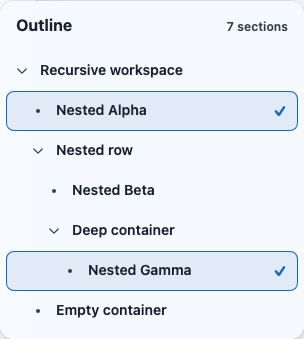 Outline 7 sections
Recursive workspace
Nested Alpha
Nested row
Nested Beta
Deep container
Nested Gamma
Empty container